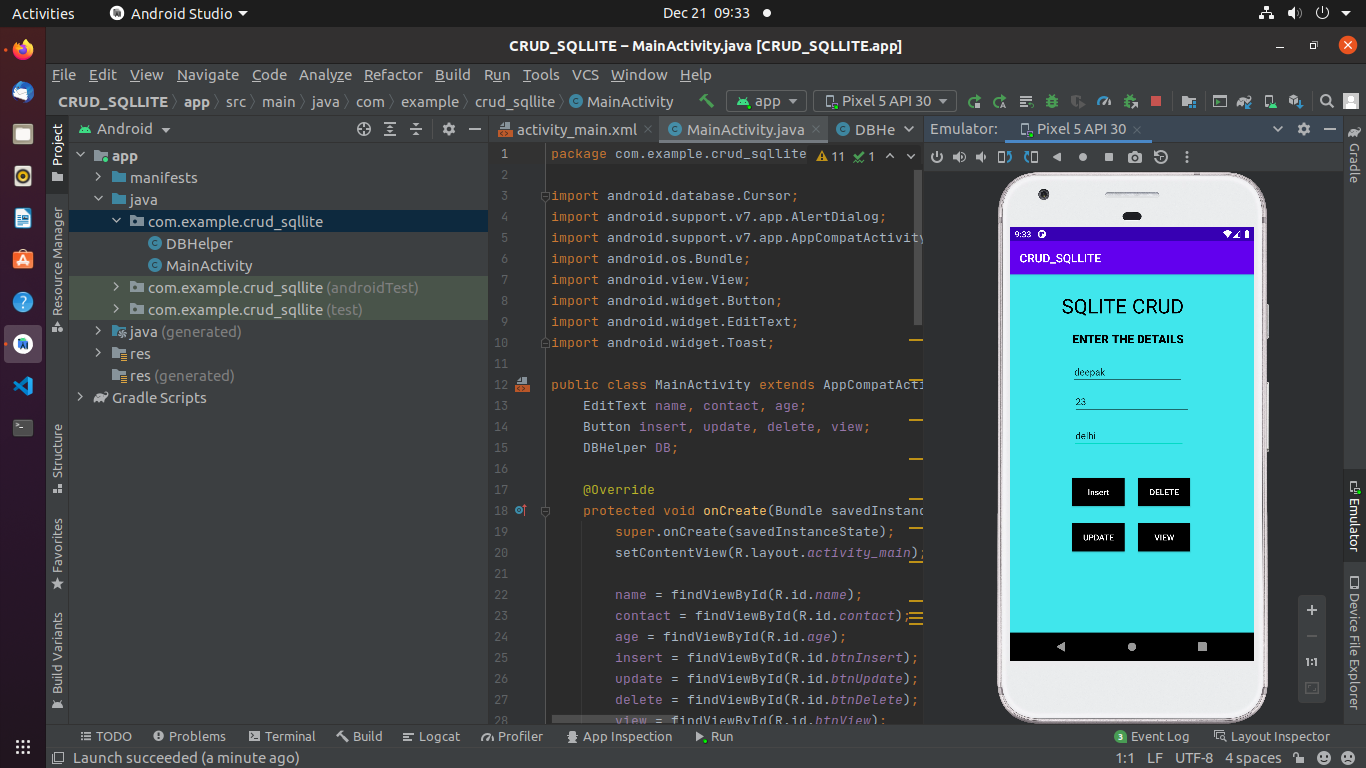 Activities Android Studio Dec 21 09:33
CRUD_SQLLITE – MainActivity.java [CRUD_SQLLITE.app]
File Edit View Navigate Code Analyze Refactor Build Run Tools VCS Window Help
CRUD_SQLLITE app src main java com example crud_sqllite MainActivity app Pixel 5 API 30
Project
Resource Manager
Structure
Favorites
Build Variants
Android
app
manifests
java
com.example.crud_sqllite
DBHelper
MainActivity
com.example.crud_sqllite (androidTest)
com.example.crud_sqllite (test)
java (generated)
res
res (generated)
Gradle Scripts
activity_main.xml MainActivity.java DBHe
11 1
1 package com.example.crud_sqllite
2
3 import android.database.Cursor;
4 import android.support.v7.app.AlertDialog;
5 import android.support.v7.app.AppCompatActivity
6 import android.os.Bundle;
7 import android.view.View;
8 import android.widget.Button;
9 import android.widget.EditText;
10 import android.widget.Toast;
11
12 public class MainActivity extends AppCompatActi
13 EditText name, contact, age;
14 Button insert, update, delete, view;
15 DBHelper DB;
16
17 @Override
18 protected void onCreate(Bundle savedInstanc
19 super.onCreate(savedInstanceState);
20 setContentView(R.layout.activity_main);
21
22 name = findViewById(R.id.name);
23 contact = findViewById(R.id.contact);
24 age = findViewById(R.id.age);
25 insert = findViewById(R.id.btnInsert);
26 update = findViewById(R.id.btnUpdate);
27 delete = findViewById(R.id.btnDelete);
28 view = findViewById(R.id.btnView);
Emulator: Pixel 5 API 30
9:33
CRUD_SQLLITE
SQLITE CRUD
ENTER THE DETAILS
deepak
23
delhi
Insert DELETE
UPDATE VIEW
1:1
Gradle
Emulator
Device File Explorer
TODO Problems Terminal Build Logcat Profiler App Inspection Run 3 Event Log Layout Inspector
Launch succeeded (a minute ago) 1:1 LF UTF-8 4 spaces